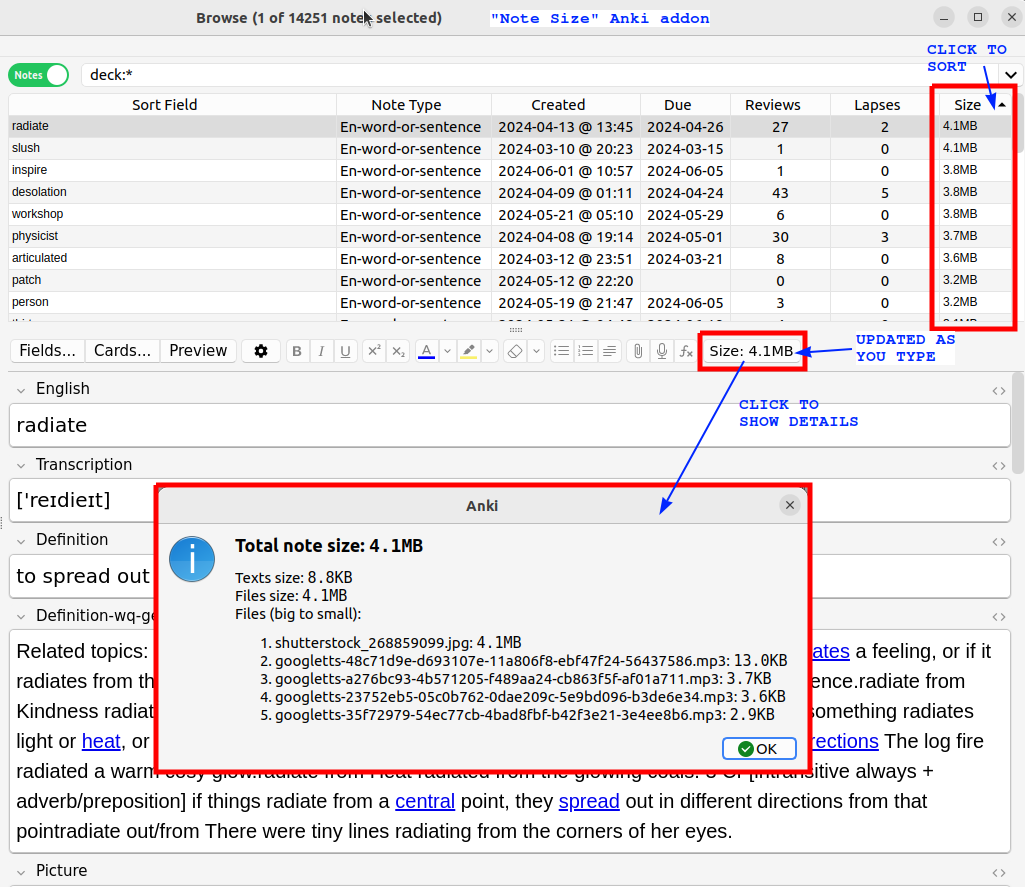 Browse (1 of 14251 notes selected)
"Note Size" Anki addon
CLICK TO
SORT
Notes
deck:*
Sort Field Note Type Created Due Reviews Lapses Size
radiate En-word-or-sentence 2024-04-13 @ 13:45 2024-04-26 27 2 4.1MB
slush En-word-or-sentence 2024-03-10 @ 20:23 2024-03-15 1 0 4.1MB
inspire En-word-or-sentence 2024-06-01 @ 10:57 2024-06-05 1 0 3.8MB
desolation En-word-or-sentence 2024-04-09 @ 01:11 2024-04-24 43 5 3.8MB
workshop En-word-or-sentence 2024-05-21 @ 05:10 2024-05-29 6 0 3.8MB
physicist En-word-or-sentence 2024-04-08 @ 19:14 2024-05-01 30 3 3.7MB
articulated En-word-or-sentence 2024-03-12 @ 23:51 2024-03-21 8 0 3.6MB
patch En-word-or-sentence 2024-05-12 @ 22:20 0 0 3.2MB
person En-word-or-sentence 2024-05-19 @ 21:47 2024-06-05 3 0 3.2MB
Fields... Cards... Preview B I U x² x₂ A fx Size: 4.1MB
UPDATED AS
YOU TYPE
CLICK TO
SHOW DETAILS
English
radiate
Transcription
['reɪdieɪt]
Definition
to spread out
Definition-wq-ge
Related topics: ates a feeling, or if it
radiates from th ence.radiate from
Kindness radiat something radiates
light or heat, or rections The log fire
radiated a warm cosy glow.radiate from Heat radiated from the glowing coals. 3 Or [intransitive always +
adverb/preposition] if things radiate from a central point, they spread out in different directions from that
pointradiate out/from There were tiny lines radiating from the corners of her eyes.
Picture
Anki
Total note size: 4.1MB
Texts size: 8.8KB
Files size: 4.1MB
Files (big to small):
1. shutterstock_268859099.jpg: 4.1MB
2. googletts-48c71d9e-d693107e-11a806f8-ebf47f24-56437586.mp3: 13.0KB
3. googletts-a276bc93-4b571205-f489aa24-cb863f5f-af01a711.mp3: 3.7KB
4. googletts-23752eb5-05c0b762-0dae209c-5e9bd096-b3de6e34.mp3: 3.6KB
5. googletts-35f72979-54ec77cb-4bad8fbf-b42f3e21-3e4ee8b6.mp3: 2.9KB
OK